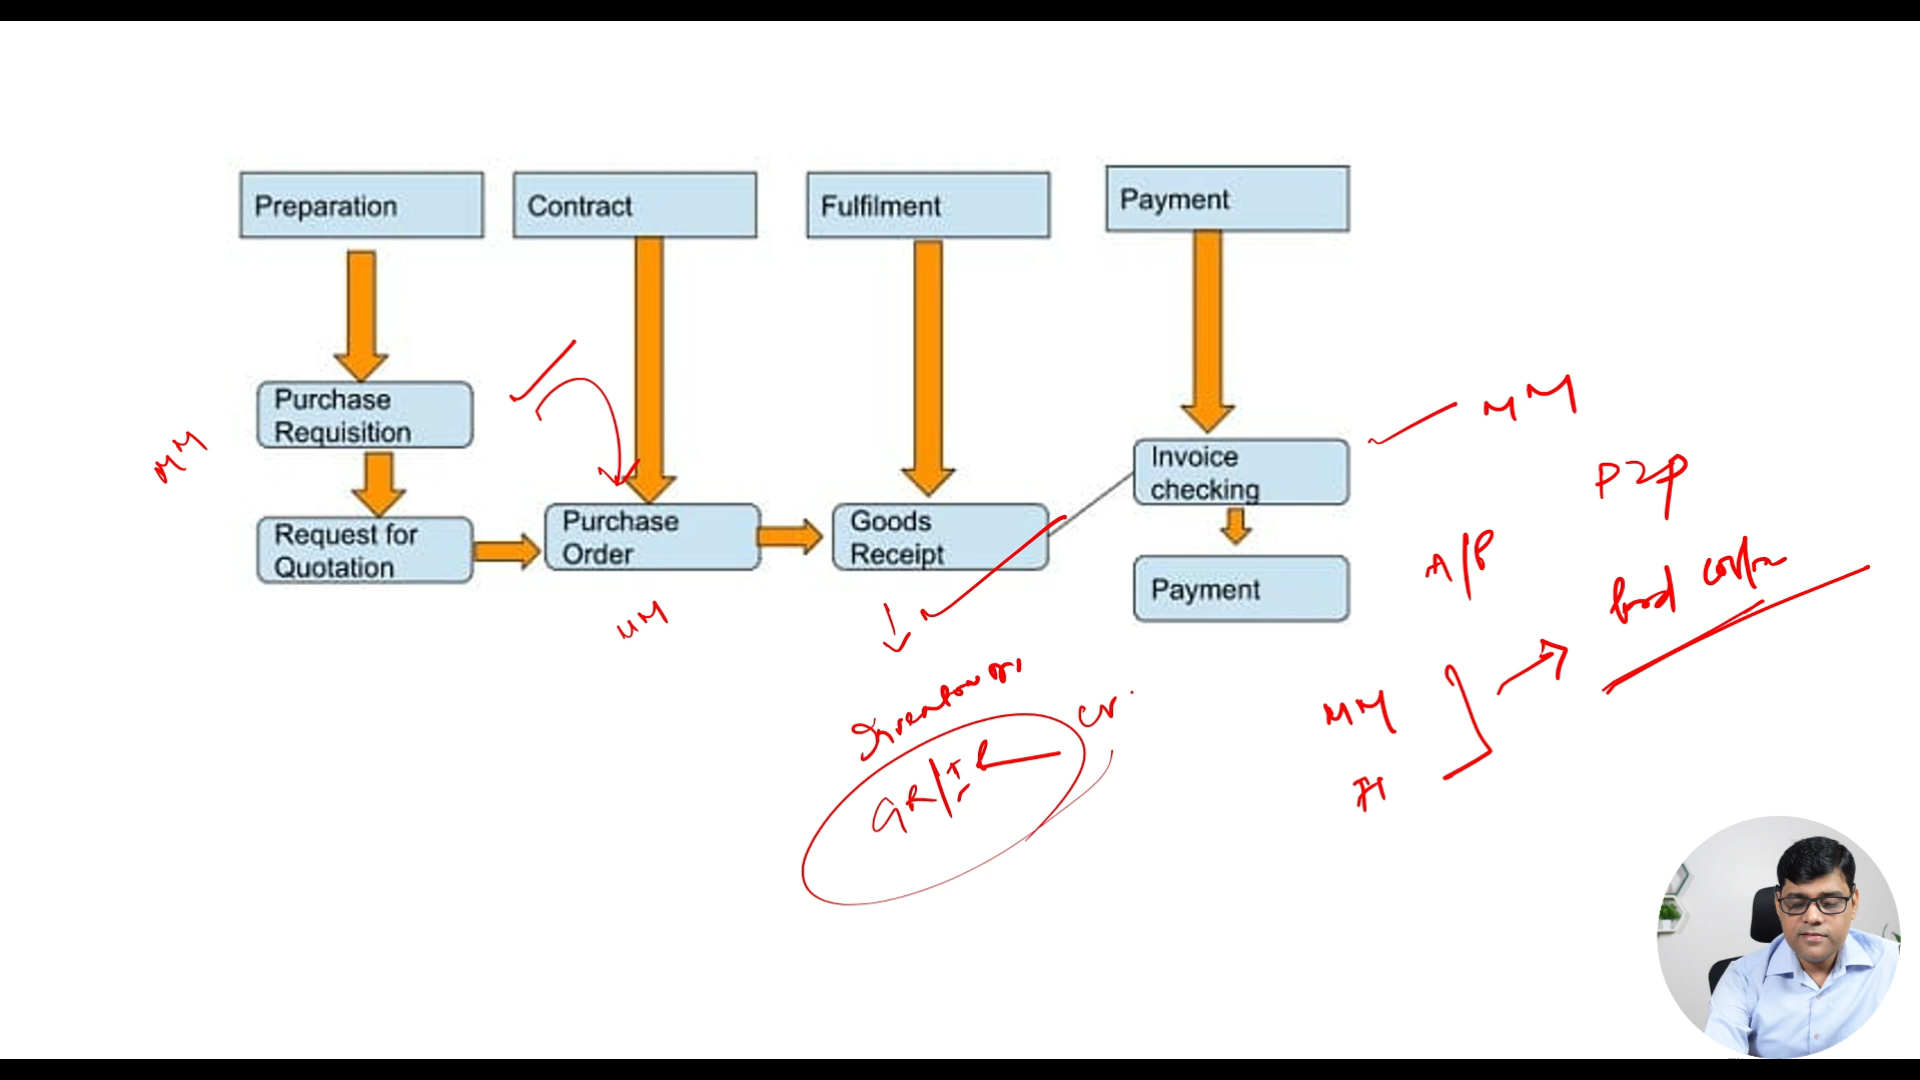 Preparation
Contract
Fulfilment
Payment
Purchase
Requisition
Request for
Quotation
Purchase
Order
Goods
Receipt
Invoice
checking
Payment
MM
MM
MM
P2P
A/P
MM
FI
GR/IR
Cr.